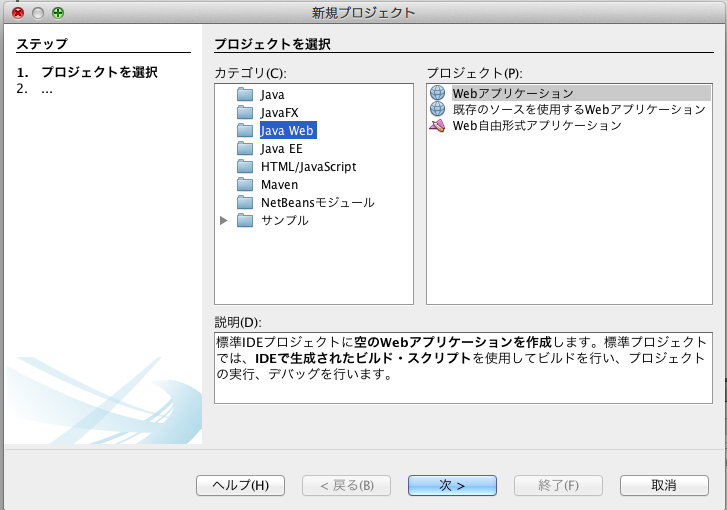 新規プロジェクト
ステップ
1. プロジェクトを選択
2. ...
プロジェクトを選択
カテゴリ(C):
Java
JavaFX
Java Web
Java EE
HTML/JavaScript
Maven
NetBeansモジュール
サンプル
プロジェクト(P):
Webアプリケーション
既存のソースを使用するWebアプリケーション
Web自由形式アプリケーション
説明(D):
標準IDEプロジェクトに空のWebアプリケーションを作成します。標準プロジェクト
では、IDEで生成されたビルド・スクリプトを使用してビルドを行い、プロジェクト
の実行、デバッグを行います。
ヘルプ(H)
< 戻る(B)
次 >
終了(F)
取消